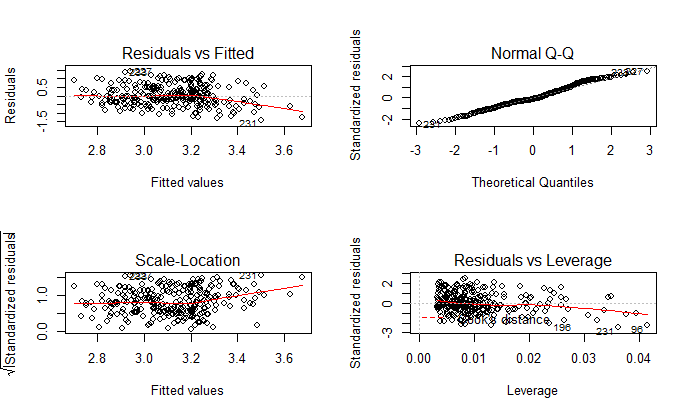 Residuals vs Fitted
Residuals
0.5
-1.5
231
2.8 3.0 3.2 3.4 3.6
Fitted values
Normal Q-Q
Standardized residuals
2
0
-2
231
-3 -2 -1 0 1 2 3
Theoretical Quantiles
Scale-Location
√|Standardized residuals|
1.0
0.0
231
2.8 3.0 3.2 3.4 3.6
Fitted values
Residuals vs Leverage
Standardized residuals
2
0
-3
Cook's distance
196
231
96
0.00 0.01 0.02 0.03 0.04
Leverage